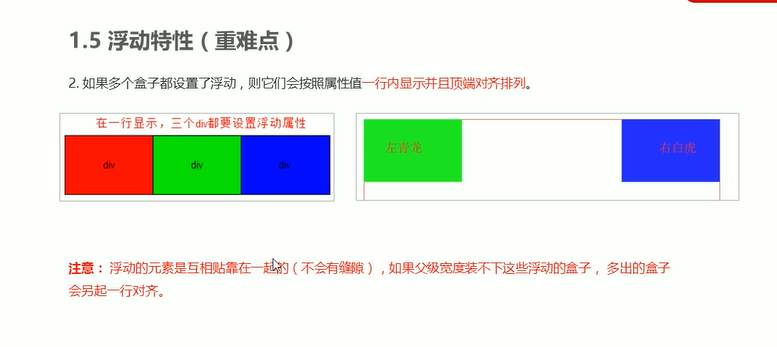 1.5 浮动特性（重难点）
2. 如果多个盒子都设置了浮动，则它们会按照属性值一行内显示并且顶端对齐排列。
在一行显示，三个div都要设置浮动属性
div div div
左青龙 右白虎
注意： 浮动的元素是互相贴靠在一起的（不会有缝隙），如果父级宽度装不下这些浮动的盒子， 多出的盒子
会另起一行对齐。